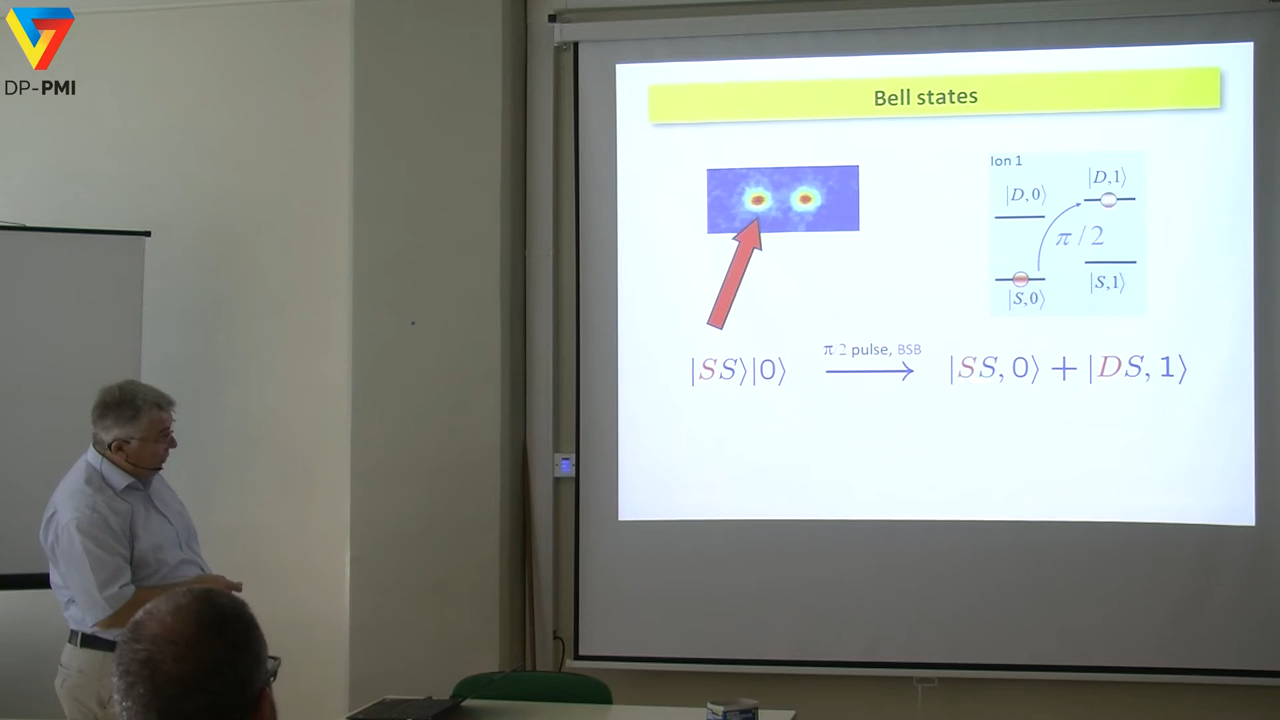 DP-PMI
Bell states
Ion 1
|D,0⟩
|D,1⟩
π/2
|S,0⟩
|S,1⟩
|SS⟩|0⟩
π/2 pulse, BSB
|SS,0⟩+|DS,1⟩